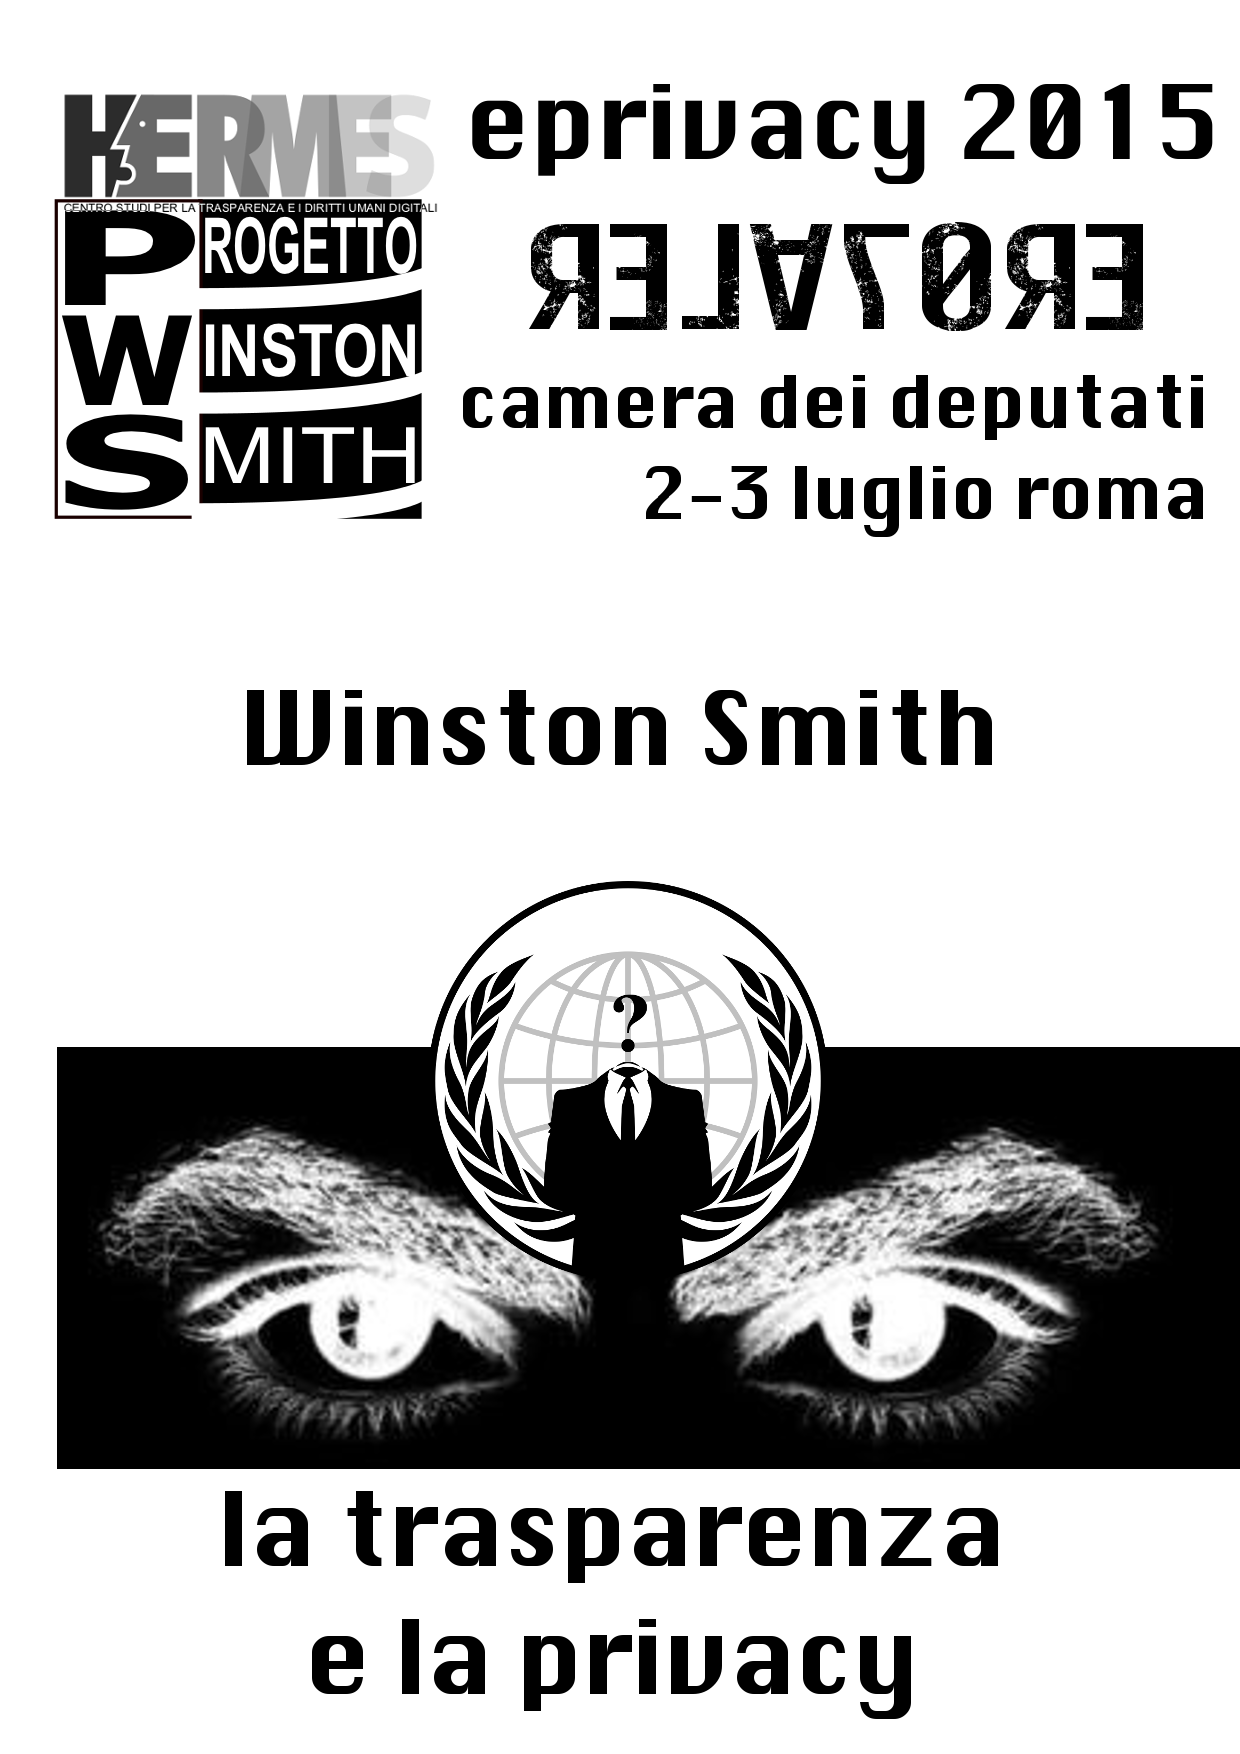 HERMES
CENTRO STUDI PER LA TRASPARENZA E I DIRITTI UMANI DIGITALI
PROGETTO
WINSTON
SMITH
eprivacy 2015
RELA70RE
camera dei deputati
2-3 luglio roma
Winston Smith
?
la trasparenza
e la privacy